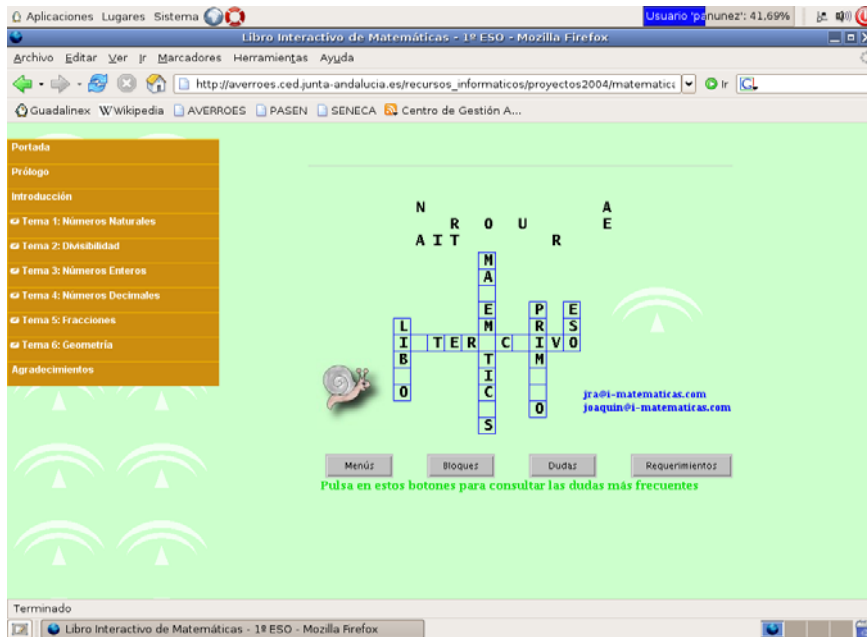 Aplicaciones Lugares Sistema Usuario 'panunez': 41,69%
Libro Interactivo de Matemáticas - 1º ESO - Mozilla Firefox
Archivo Editar Ver Ir Marcadores Herramientas Ayuda
http://averroes.ced.junta-andalucia.es/recursos_informaticos/proyectos2004/matematica Ir G
Guadalinex Wikipedia AVERROES PASEN SENECA Centro de Gestión A...
Portada
Prólogo
Introducción
Tema 1: Números Naturales
Tema 2: Divisibilidad
Tema 3: Números Enteros
Tema 4: Números Decimales
Tema 5: Fracciones
Tema 6: Geometría
Agradecimientos
N A
R O U E
A I T R
M
A
E P E
L M R S
I T E R C I V O
B T M
I
O C
O
S
jra@i-matematicas.com
joaquin@i-matematicas.com
Menús Bloques Dudas Requerimientos
Pulsa en estos botones para consultar las dudas más frecuentes
Terminado
Libro Interactivo de Matemáticas - 1º ESO - Mozilla Firefox